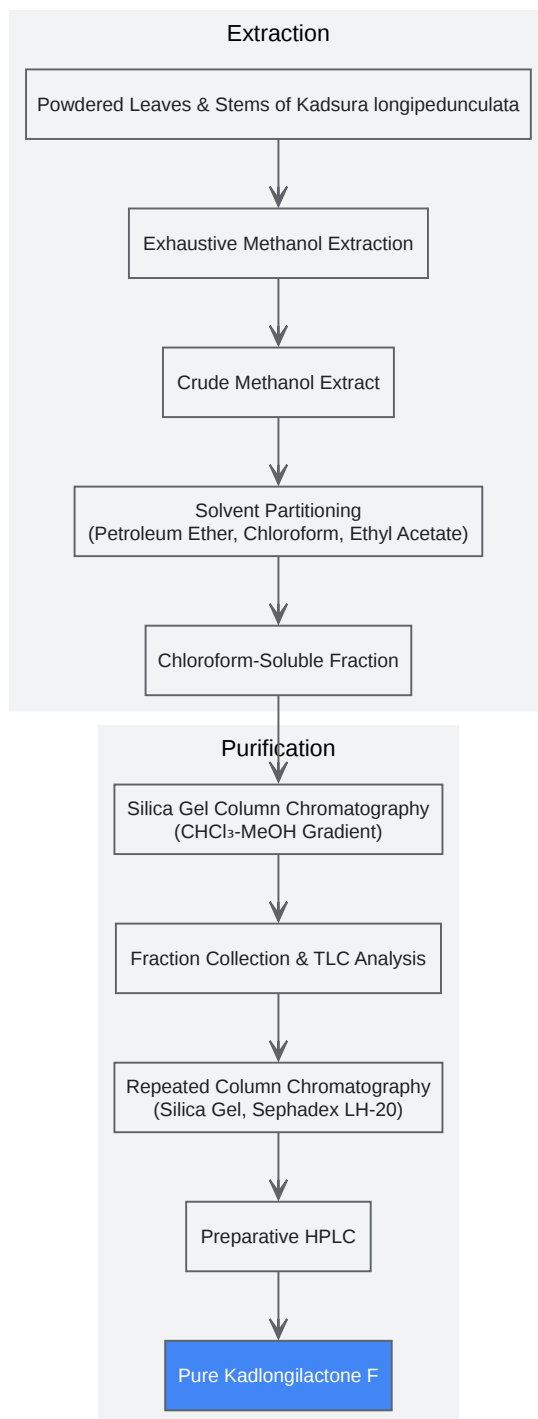 Extraction
Powdered Leaves & Stems of Kadsura longipedunculata
Exhaustive Methanol Extraction
Crude Methanol Extract
Solvent Partitioning
(Petroleum Ether, Chloroform, Ethyl Acetate)
Chloroform-Soluble Fraction
Purification
Silica Gel Column Chromatography
(CHCl₃-MeOH Gradient)
Fraction Collection & TLC Analysis
Repeated Column Chromatography
(Silica Gel, Sephadex LH-20)
Preparative HPLC
Pure Kadlongilactone F